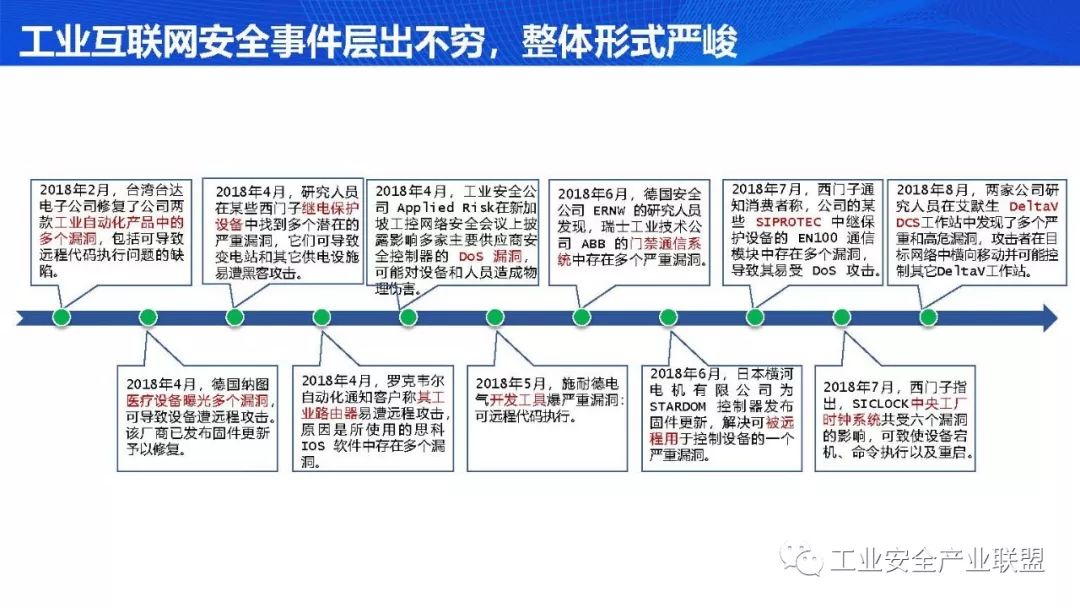 工业互联网安全事件层出不穷，整体形式严峻
2018年2月，台湾台达
电子公司修复了公司两
款工业自动化产品中的
多个漏洞，包括可导致
远程代码执行问题的缺
陷。
2018年4月，研究人员
在某些西门子继电保护
设备中找到多个潜在的
严重漏洞，它们可导致
变电站和其它供电设施
易遭黑客攻击。
2018年4月，工业安全公
司 Applied Risk在新加
坡工控网络安全会议上披
露影响多家主要供应商安
全控制器的 DoS 漏洞，
可能对设备和人员造成物
理伤害。
2018年6月，德国安全
公司 ERNW 的研究人员
发现，瑞士工业技术公
司 ABB 的门禁通信系
统中存在多个严重漏洞。
2018年7月，西门子通
知消费者称，公司的某
些 SIPROTEC 中继保
护设备的 EN100 通信
模块中存在多个漏洞，
导致其易受 DoS 攻击。
2018年8月，两家公司研
究人员在艾默生 DeltaV
DCS工作站中发现了多个严
重和高危漏洞，攻击者在目
标网络中横向移动并可能控
制其它DeltaV工作站。
2018年4月，德国纳图
医疗设备曝光多个漏洞，
可导致设备遭远程攻击。
该厂商已发布固件更新
予以修复。
2018年4月，罗克韦尔
自动化通知客户称其工
业路由器易遭远程攻击，
原因是所使用的思科
IOS 软件中存在多个漏
洞。
2018年5月，施耐德电
气开发工具爆严重漏洞：
可远程代码执行。
2018年6月，日本横河
电机有限公司为
STARDOM 控制器发布
固件更新，解决可被远
程用于控制设备的一个
严重漏洞。
2018年7月，西门子指
出，SICLOCK中央工厂
时钟系统共受六个漏洞
的影响，可致使设备宕
机、命令执行以及重启。
工业安全产业联盟